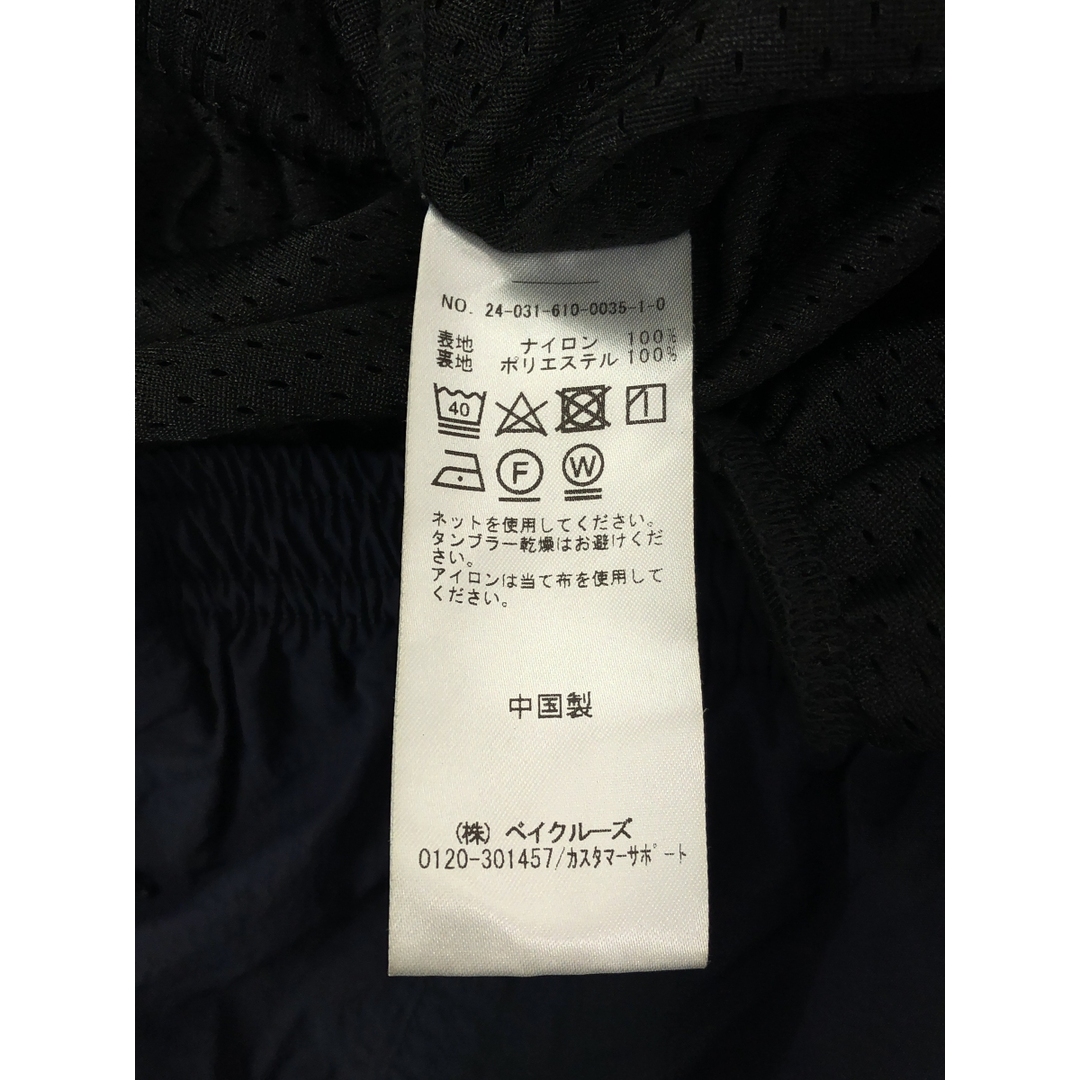 NO. 24-031-610-0035-1-0
表地 ナイロン 100%
裏地 ポリエステル 100%
40
F W
ネットを使用してください。
タンブラー乾燥はお避けくだ
さい。
アイロンは当て布を使用して
ください。
中国製
(株) ベイクルーズ
0120-301457/カスタマーサポート